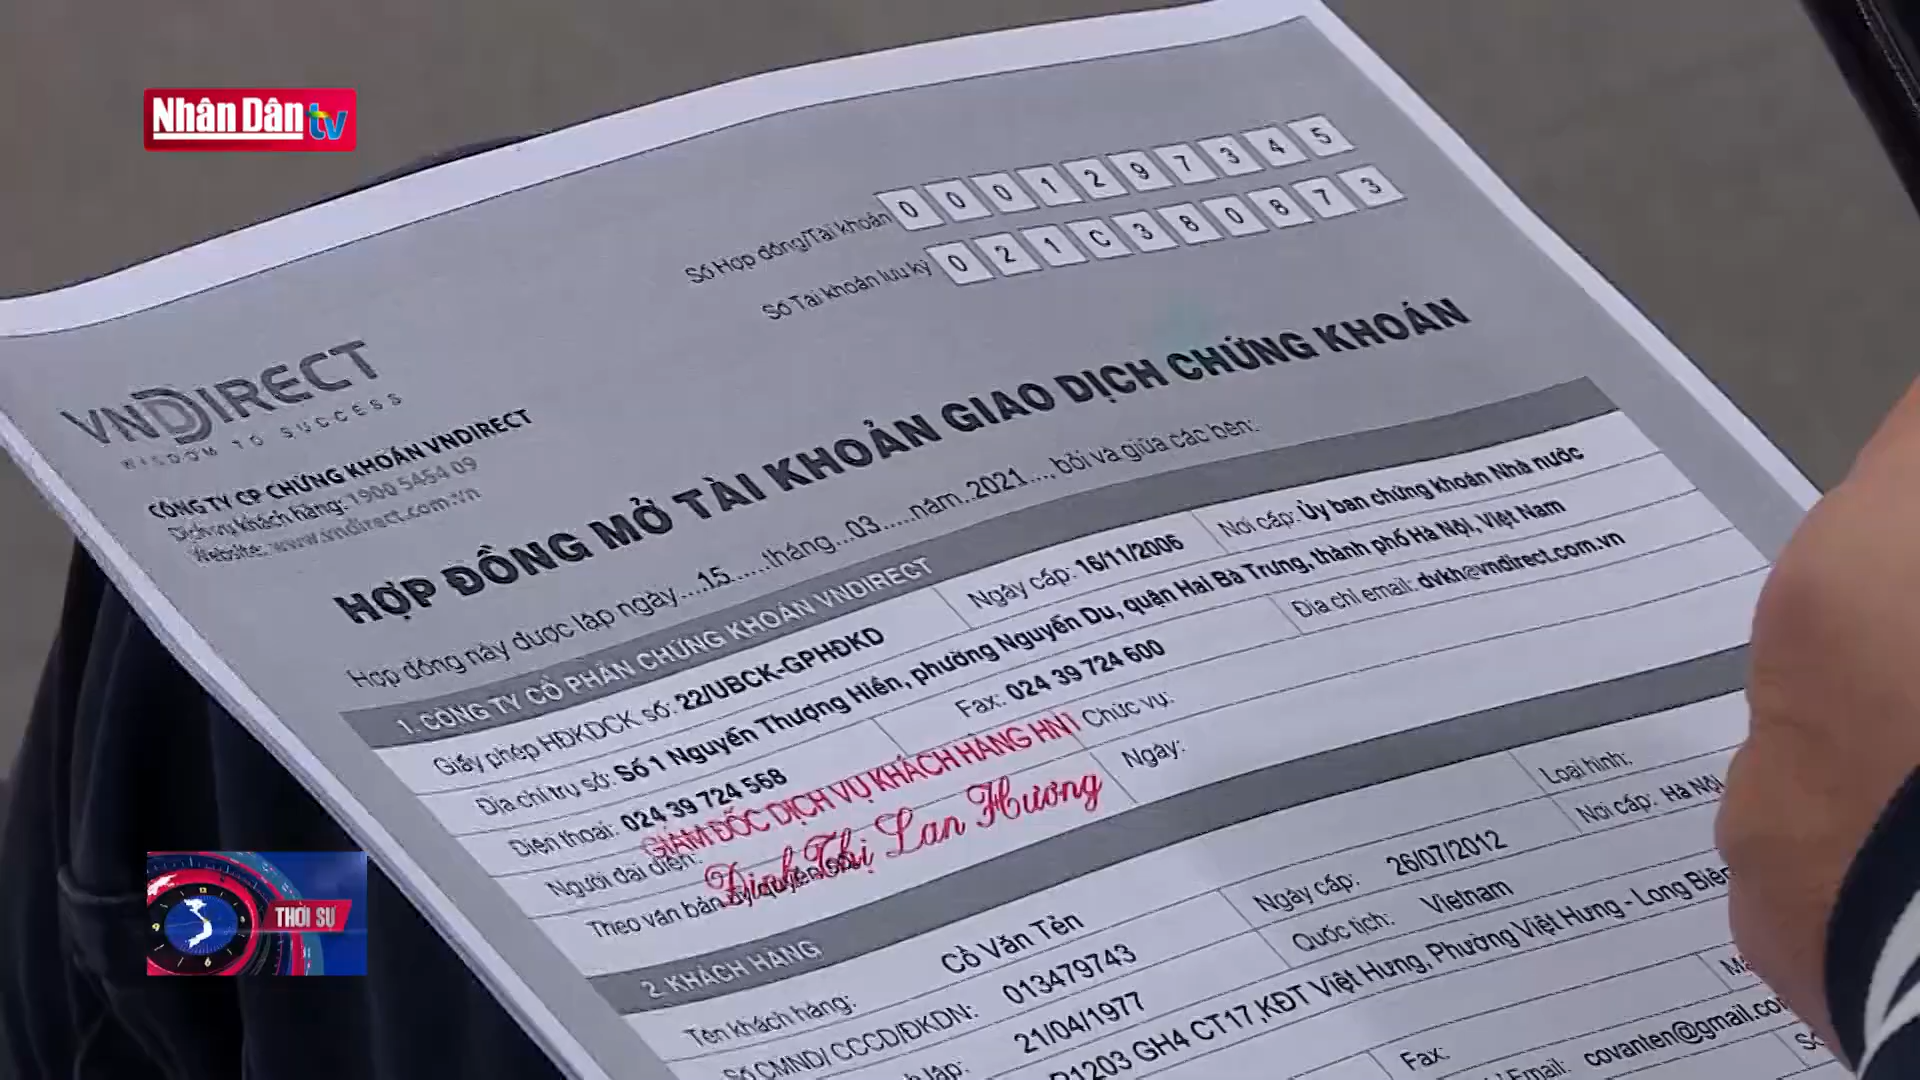 Nhân Dân tv
Số Hợp đồng/Tài khoản 0 0 0 1 2 9 7 3 4 5
Số Tài khoản lưu ký 0 2 1 C 3 8 0 8 7 3
VNDIRECT
WISDOM TO SUCCESS
CÔNG TY CP CHỨNG KHOÁN VNDIRECT
Dịch vụ khách hàng: 1900 5454 09
Website: www.vndirect.com.vn
HỢP ĐỒNG MỞ TÀI KHOẢN GIAO DỊCH CHỨNG KHOÁN
Hợp đồng này được lập ngày....15......tháng...03.....năm..2021..., bởi và giữa các bên:
1. CÔNG TY CỔ PHẦN CHỨNG KHOÁN VNDIRECT
Giấy phép HĐKDCK số: 22/UBCK-GPHĐKD Ngày cấp: 16/11/2006 Nơi cấp: Ủy ban chứng khoán Nhà nước
Địa chỉ trụ sở: Số 1 Nguyễn Thượng Hiền, phường Nguyễn Du, quận Hai Bà Trưng, thành phố Hà Nội, Việt Nam
Điện thoại: 024 39 724 568 Fax: 024 39 724 600 Địa chỉ email: dvkh@vndirect.com.vn
GIÁM ĐỐC DỊCH VỤ KHÁCH HÀNG HN1
Người đại diện: Chức vụ:
Đinh Thị Lan Hương
Theo văn bản ủy quyền số: Ngày:
2. KHÁCH HÀNG
Tên khách hàng: Cồ Văn Tẻn Loại hình:
Số CMND/ CCCD/ĐKDN: 013479743 Ngày cấp: 26/07/2012 Nơi cấp: Hà Nội
lập: 21/04/1977 Quốc tịch: Vietnam
P1203 GH4 CT17,KĐT Việt Hưng, Phường Việt Hưng - Long Biên
Fax:
Email: covanten@gmail.co
THỜI SỰ